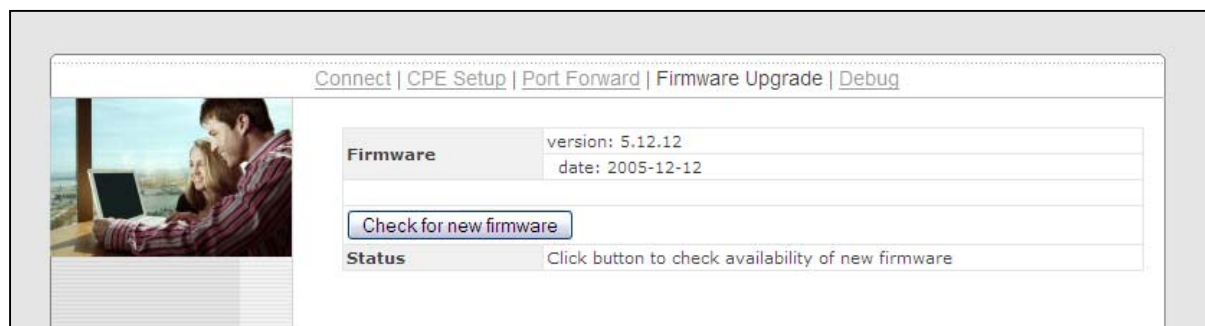 Connect | CPE Setup | Port Forward | Firmware Upgrade | Debug
Firmware
version: 5.12.12
date: 2005-12-12
Check for new firmware
Status
Click button to check availability of new firmware